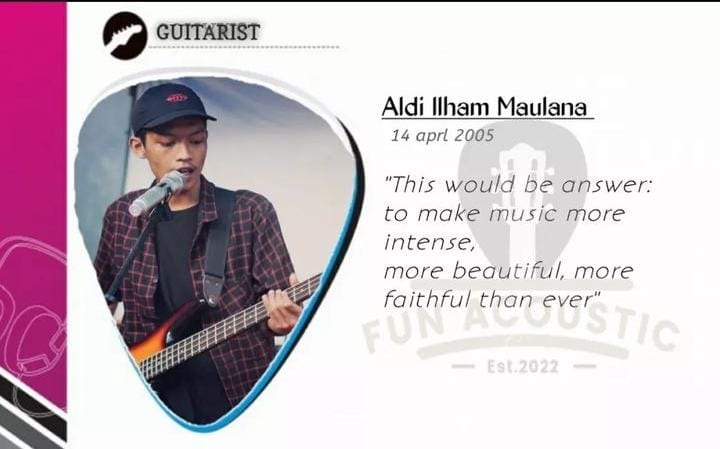 GUITARIST
Aldi Ilham Maulana
14 aprl 2005
"This would be answer:
to make music more
intense,
more beautiful, more
faithful than ever"
FUN ACOUSTIC
Est.2022